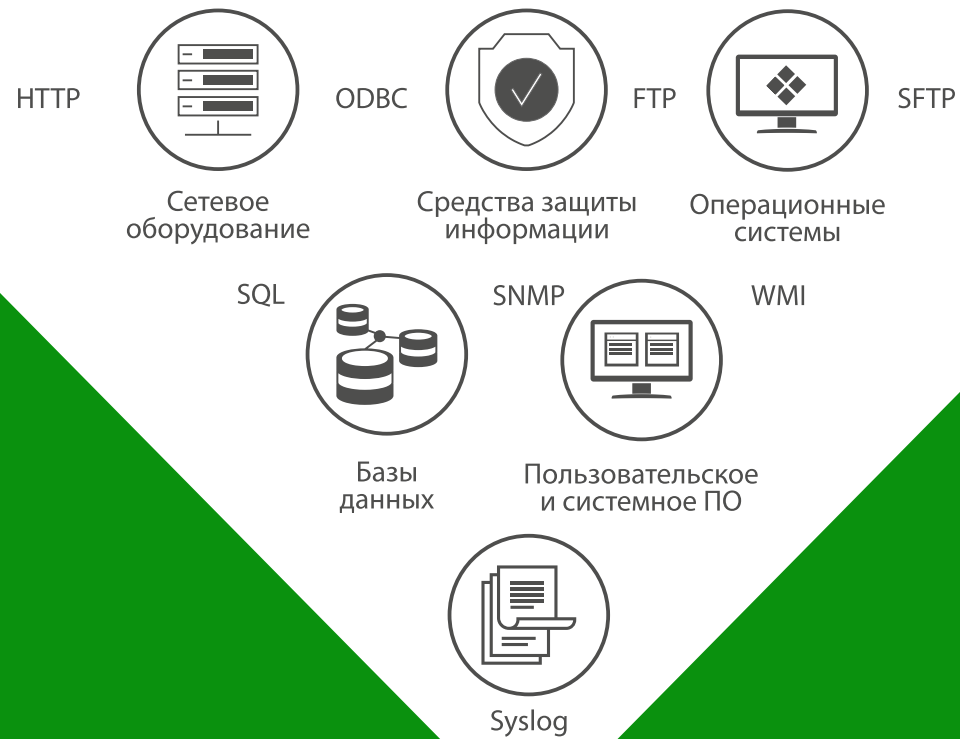 HTTP
ODBC
FTP
SFTP
Сетевое
оборудование
Средства защиты
информации
Операционные
системы
SQL
SNMP
WMI
Базы
данных
Пользовательское
и системное ПО
Syslog